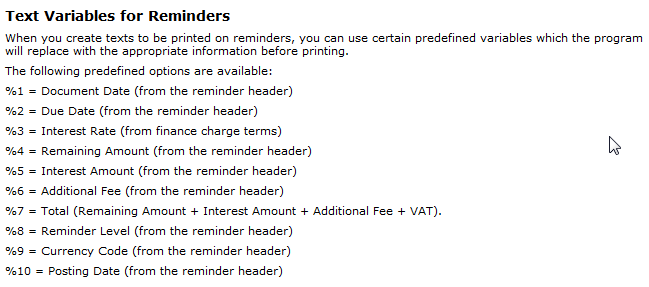 Text Variables for Reminders
When you create texts to be printed on reminders, you can use certain predefined variables which the program
will replace with the appropriate information before printing.
The following predefined options are available:
%1 = Document Date (from the reminder header)
%2 = Due Date (from the reminder header)
%3 = Interest Rate (from finance charge terms)
%4 = Remaining Amount (from the reminder header)
%5 = Interest Amount (from the reminder header)
%6 = Additional Fee (from the reminder header)
%7 = Total (Remaining Amount + Interest Amount + Additional Fee + VAT).
%8 = Reminder Level (from the reminder header)
%9 = Currency Code (from the reminder header)
%10 = Posting Date (from the reminder header)